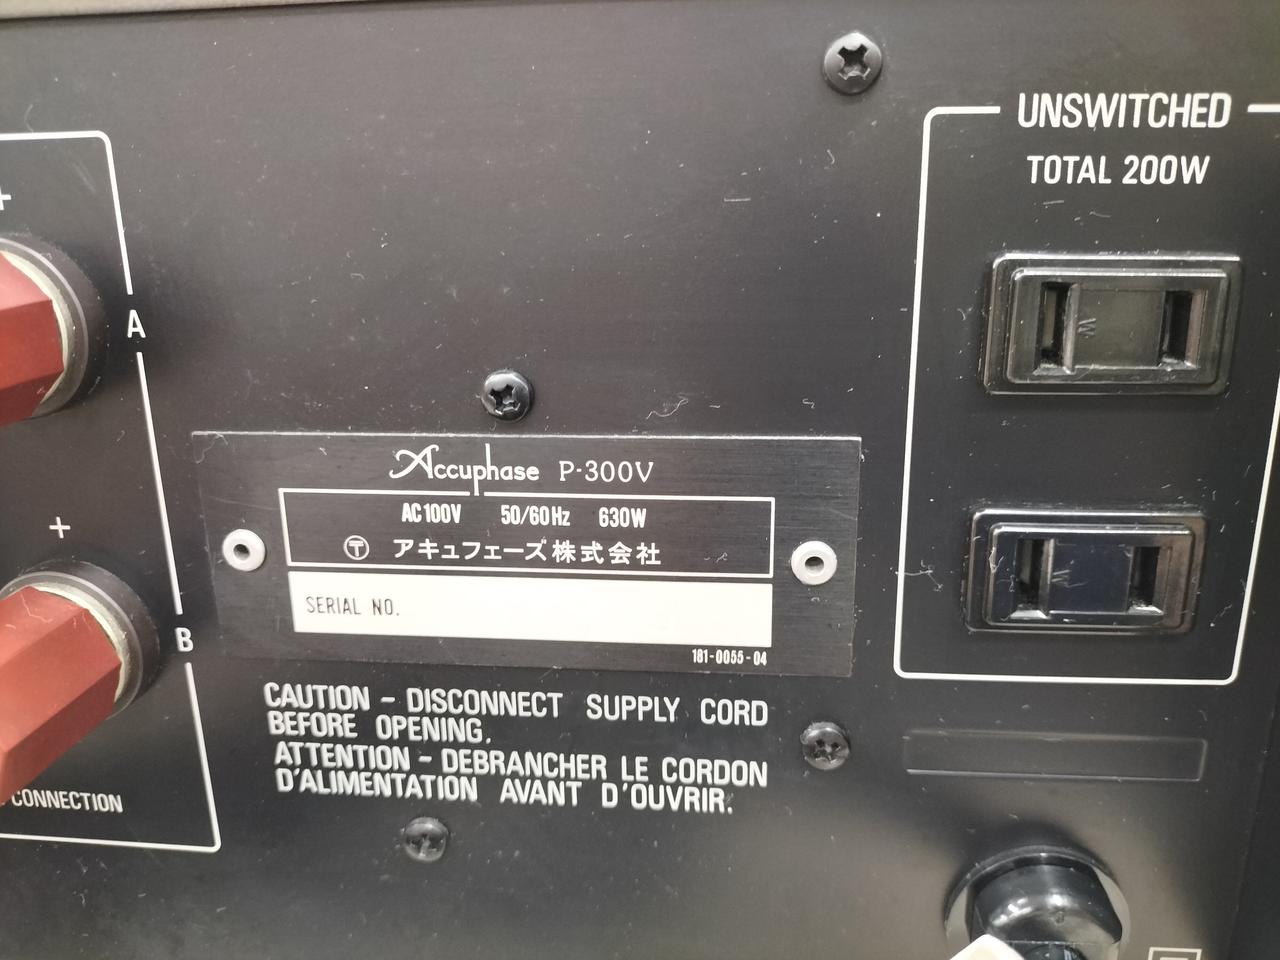 +
A
+
B
CONNECTION
UNSWITCHED
TOTAL 200W
Accuphase P-300V
AC100V 50/60Hz 630W
〒 アキュフェーズ株式会社
SERIAL NO.
181-0055-04
CAUTION - DISCONNECT SUPPLY CORD
BEFORE OPENING.
ATTENTION - DEBRANCHER LE CORDON
D'ALIMENTATION AVANT D'OUVRIR.
W